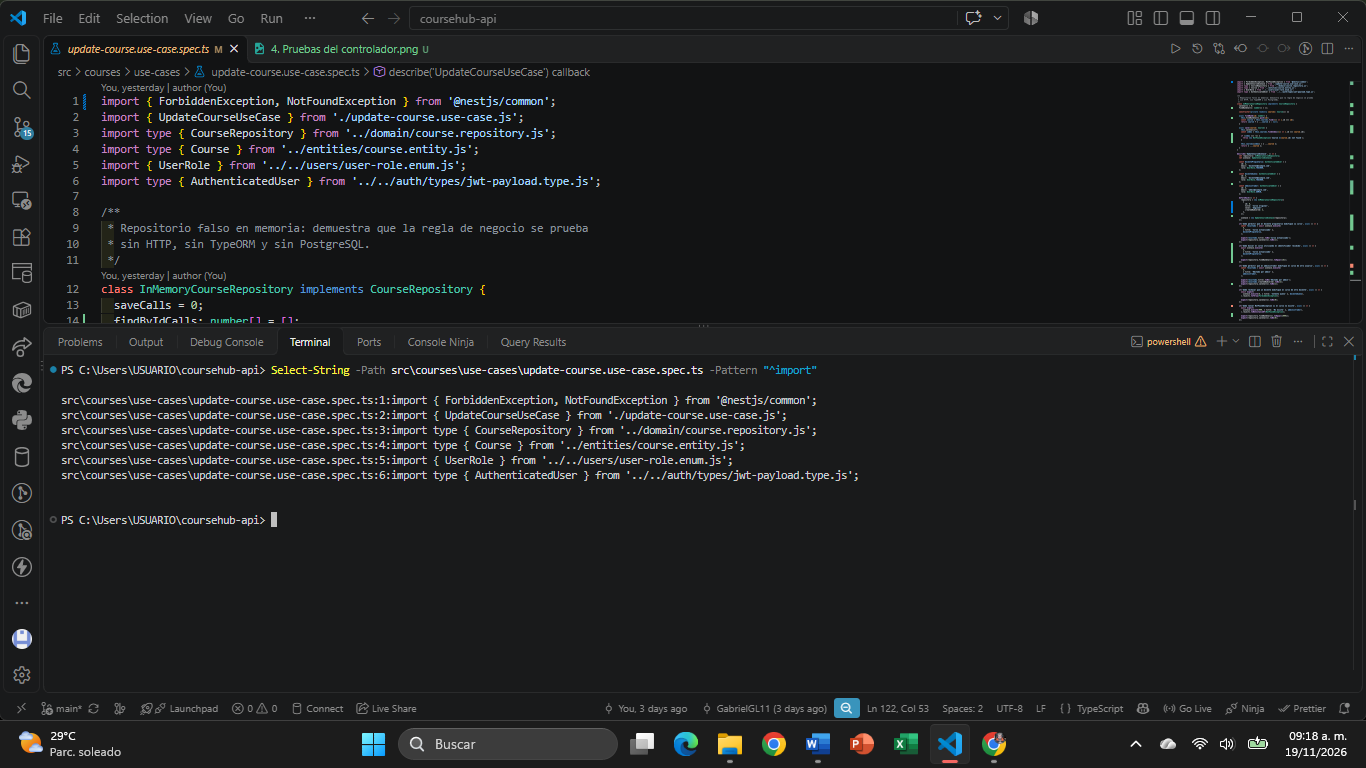 File Edit Selection View Go Run ··· coursehub-api
update-course.use-case.spec.ts M 4. Pruebas del controlador.png U
src > courses > use-cases > update-course.use-case.spec.ts > describe('UpdateCourseUseCase') callback
You, yesterday | author (You)
1 import { ForbiddenException, NotFoundException } from '@nestjs/common';
2 import { UpdateCourseUseCase } from './update-course.use-case.js';
3 import type { CourseRepository } from '../domain/course.repository.js';
4 import type { Course } from '../entities/course.entity.js';
5 import { UserRole } from '../../users/user-role.enum.js';
6 import type { AuthenticatedUser } from '../../auth/types/jwt-payload.type.js';
7
8 /**
9 * Repositorio falso en memoria: demuestra que la regla de negocio se prueba
10 * sin HTTP, sin TypeORM y sin PostgreSQL.
11 */
You, yesterday | author (You)
12 class InMemoryCourseRepository implements CourseRepository {
13 saveCalls = 0;
14 findByIdCalls: number[] = [];
Problems Output Debug Console Terminal Ports Console Ninja Query Results powershell
PS C:\Users\USUARIO\coursehub-api> Select-String -Path src\courses\use-cases\update-course.use-case.spec.ts -Pattern "^import"
src\courses\use-cases\update-course.use-case.spec.ts:1:import { ForbiddenException, NotFoundException } from '@nestjs/common';
src\courses\use-cases\update-course.use-case.spec.ts:2:import { UpdateCourseUseCase } from './update-course.use-case.js';
src\courses\use-cases\update-course.use-case.spec.ts:3:import type { CourseRepository } from '../domain/course.repository.js';
src\courses\use-cases\update-course.use-case.spec.ts:4:import type { Course } from '../entities/course.entity.js';
src\courses\use-cases\update-course.use-case.spec.ts:5:import { UserRole } from '../../users/user-role.enum.js';
src\courses\use-cases\update-course.use-case.spec.ts:6:import type { AuthenticatedUser } from '../../auth/types/jwt-payload.type.js';
PS C:\Users\USUARIO\coursehub-api>
15
main* Launchpad 0 0 Connect Live Share You, 3 days ago GabrielGL11 (3 days ago) Ln 122, Col 53 Spaces: 2 UTF-8 LF { } TypeScript Go Live Ninja Prettier
29°C
Parc. soleado
Buscar
09:18 a. m.
19/11/2026